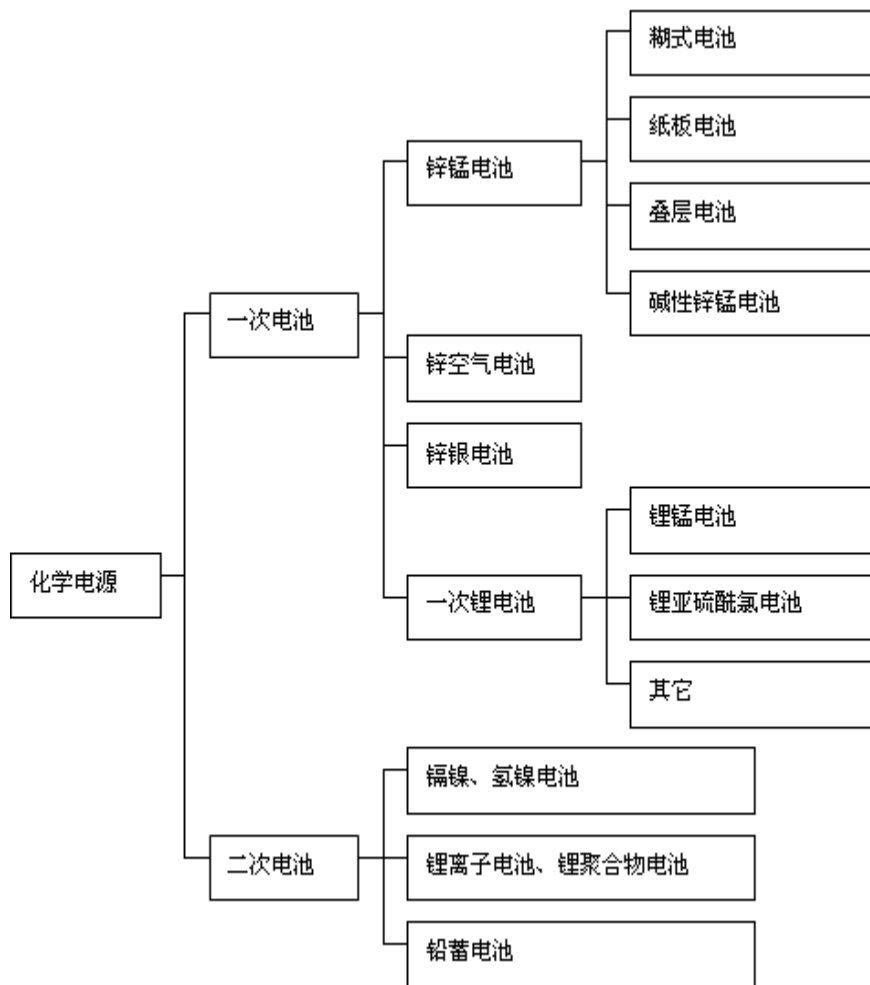 糊式电池
纸板电池
锌锰电池
叠层电池
碱性锌锰电池
一次电池
锌空气电池
锌银电池
锂锰电池
化学电源
一次锂电池
锂亚硫酰氯电池
其它
镉镍、氢镍电池
二次电池
锂离子电池、锂聚合物电池
铅蓄电池